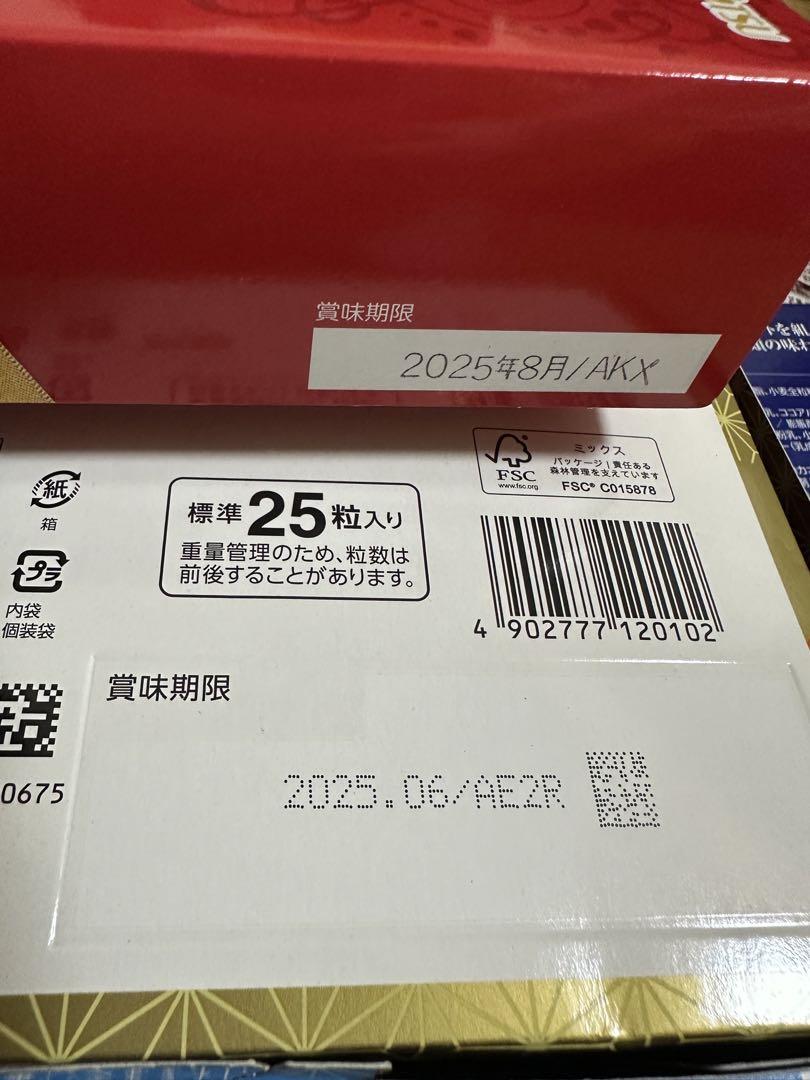 賞味期限
2025年8月/AKX
紙
箱
プラ
内袋
個装袋
標準25粒入り
重量管理のため、粒数は
前後することがあります。
FSC
www.fsc.org
ミックス
パッケージ|責任ある
森林管理を支えています
FSC® C015878
4 902777 120102
賞味期限
2025.06/AE2R
0675